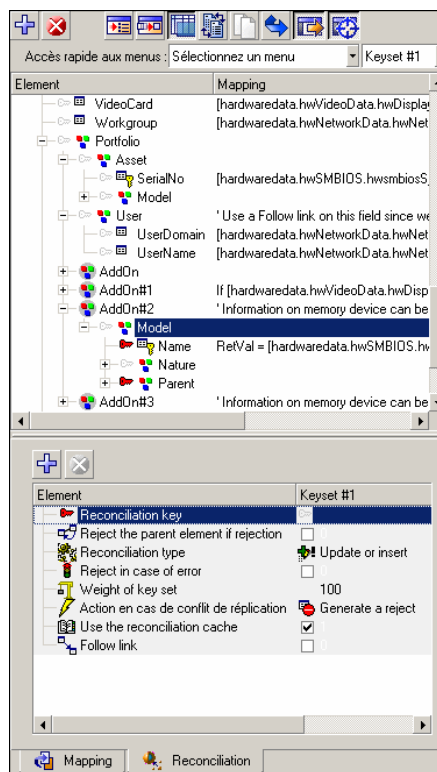 Accès rapide aux menus : Sélectionnez un menu Keyset #1
Element Mapping
VideoCard [hardwaredata.hwVideoData.hwDisplay
Workgroup [hardwaredata.hwNetworkData.hwNet
Portfolio
Asset
SerialNo [hardwaredata.hwSMBIOS.hwsmbiosS
Model
User ' Use a Follow link on this field since we
UserDomain [hardwaredata.hwNetworkData.hwNet
UserName [hardwaredata.hwNetworkData.hwNet
AddOn
AddOn#1 If [hardwaredata.hwVideoData.hwDisp
AddOn#2 ' Information on memory device can be
Model
Name RetVal = [hardwaredata.hwSMBIOS.hw
Nature
Parent
AddOn#3 ' Information on memory device can be
Element Keyset #1
Reconciliation key
Reject the parent element if rejection 0
Reconciliation type Update or insert
Reject in case of error 0
Weight of key set 100
Action en cas de conflit de réplication Generate a reject
Use the reconciliation cache 1
Follow link 0
Mapping Reconciliation